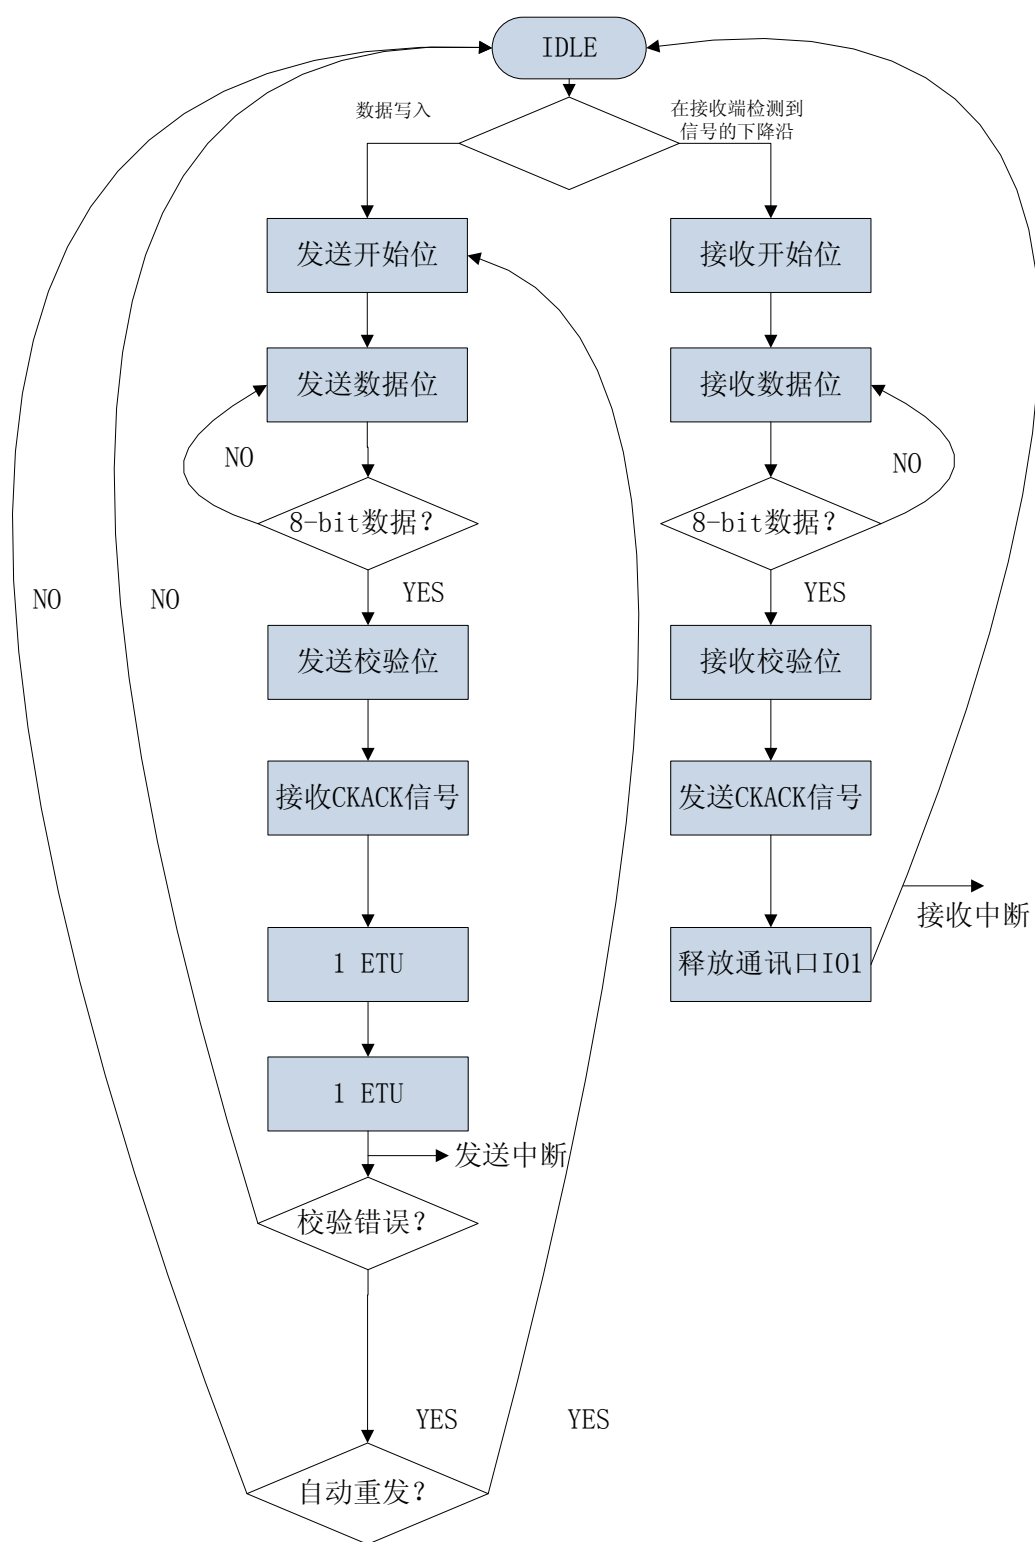 IDLE
数据写入
在接收端检测到
信号的下降沿
发送开始位
接收开始位
发送数据位
接收数据位
NO
NO
8-bit数据？
8-bit数据？
YES
YES
NO
NO
发送校验位
接收校验位
接收CKACK信号
发送CKACK信号
接收中断
1 ETU
释放通讯口IO1
1 ETU
发送中断
校验错误？
YES
YES
自动重发？